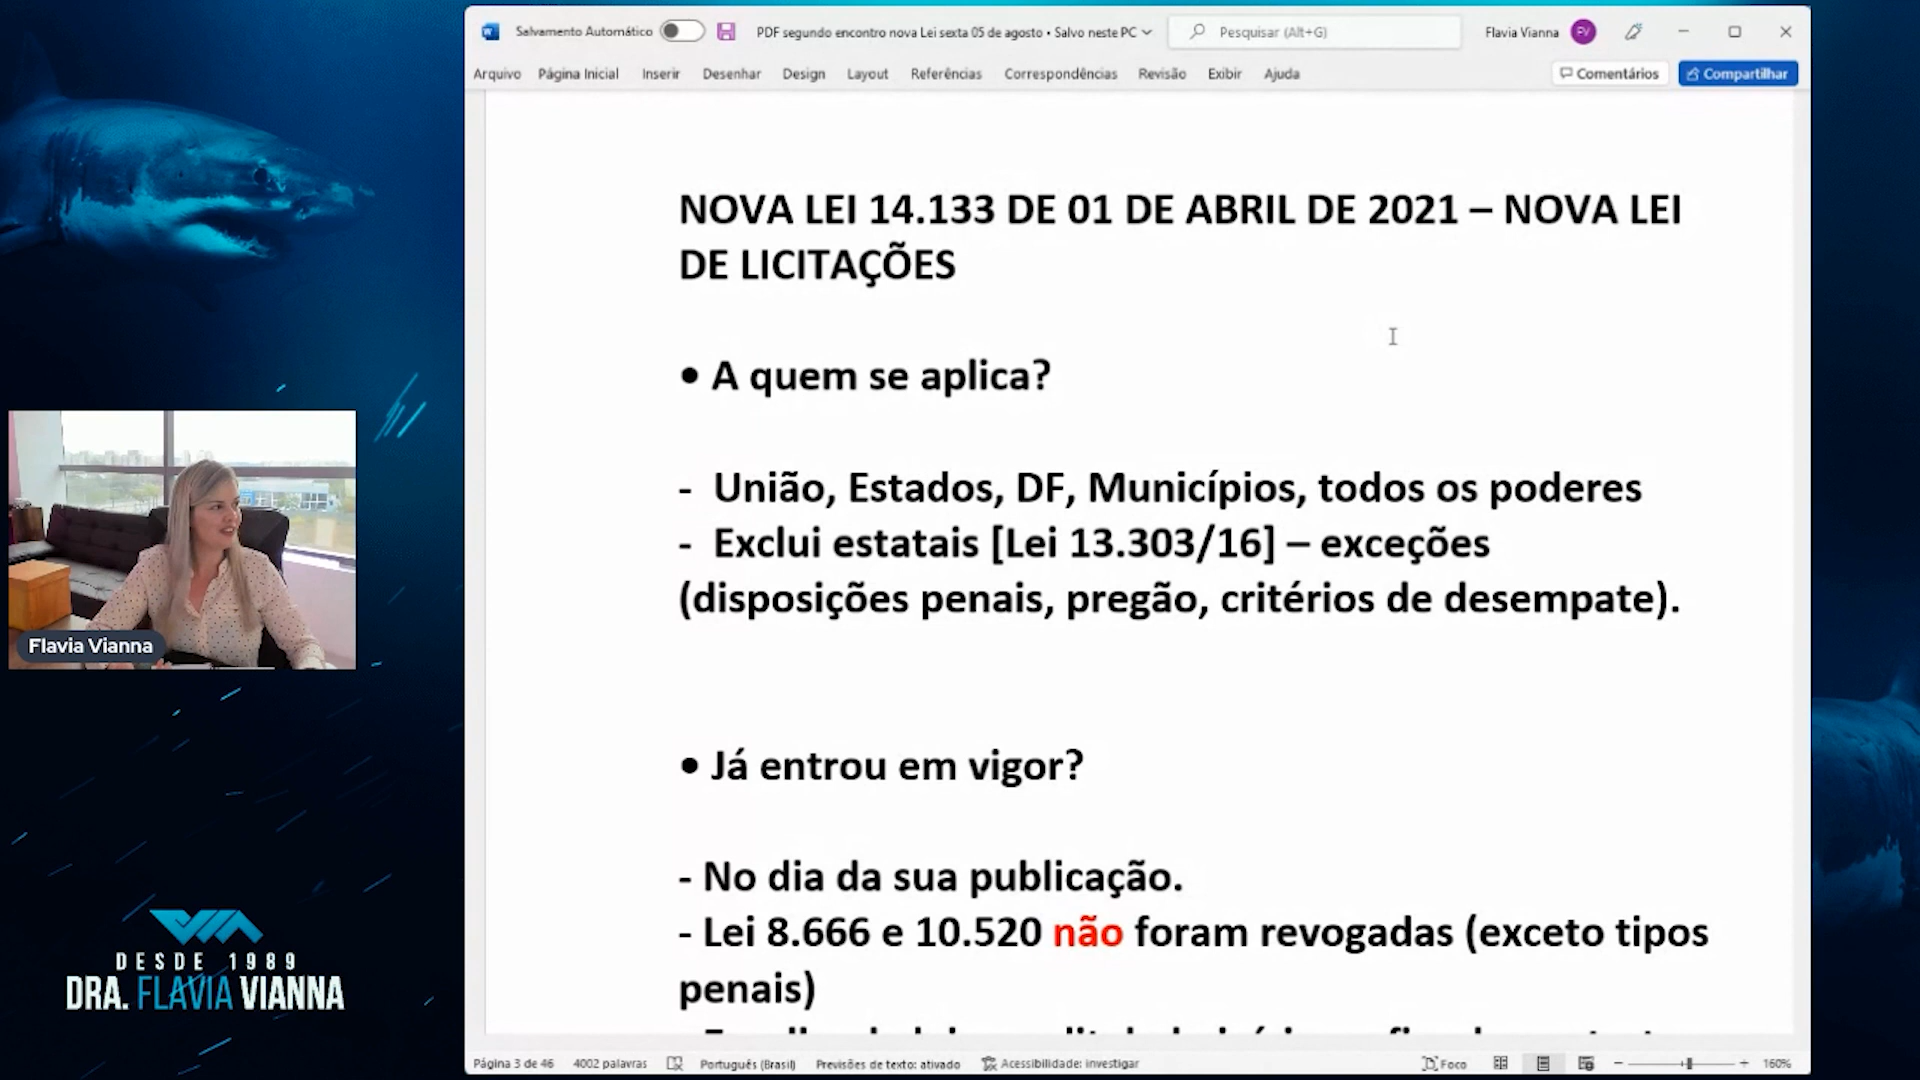 Salvamento Automático
PDF segundo encontro nova Lei sexta 05 de agosto • Salvo neste PC
Pesquisar (Alt+G)
Flavia Vianna
FV
Arquivo Página Inicial Inserir Desenhar Design Layout Referências Correspondências Revisão Exibir Ajuda
Comentários
Compartilhar
NOVA LEI 14.133 DE 01 DE ABRIL DE 2021 – NOVA LEI
DE LICITAÇÕES
• A quem se aplica?
- União, Estados, DF, Municípios, todos os poderes
- Exclui estatais [Lei 13.303/16] – exceções
(disposições penais, pregão, critérios de desempate).
• Já entrou em vigor?
- No dia da sua publicação.
- Lei 8.666 e 10.520 não foram revogadas (exceto tipos
penais)
Página 3 de 46 4002 palavras Português (Brasil) Previsões de texto: ativado Acessibilidade: investigar Foco 160%
Flavia Vianna
DESDE 1989
DRA. FLAVIA VIANNA